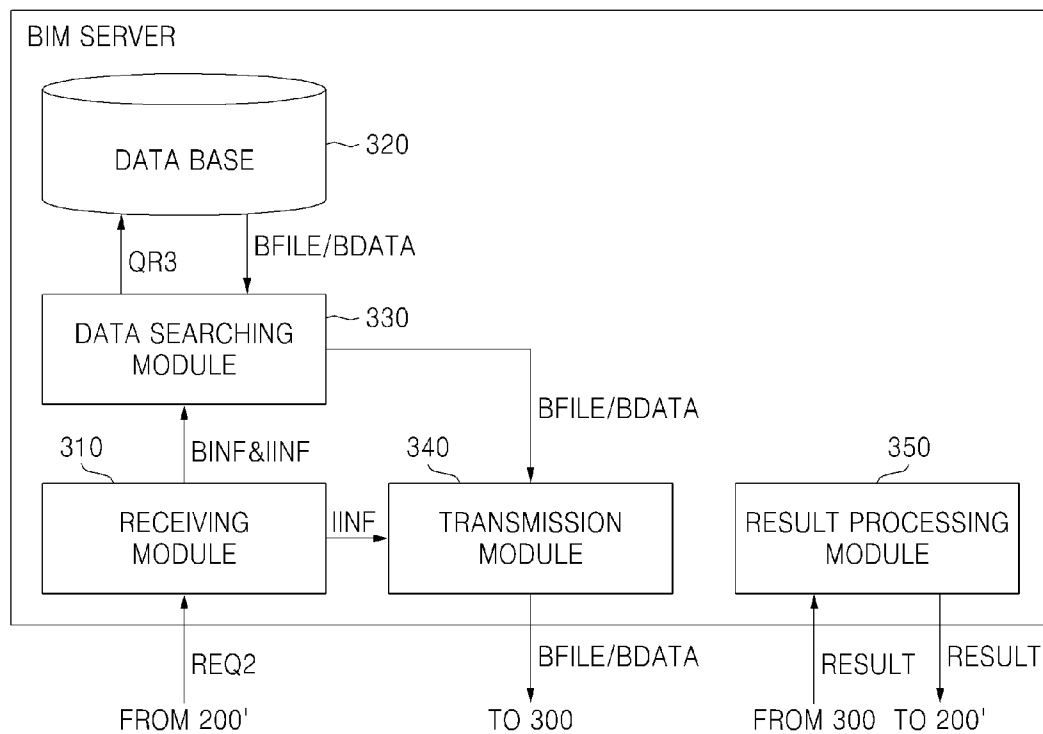 BIM SERVER
DATA BASE
320
QR3
BFILE/BDATA
DATA SEARCHING
MODULE
330
BFILE/BDATA
310
BINF&IINF
340
350
RECEIVING
MODULE
IINF
TRANSMISSION
MODULE
RESULT PROCESSING
MODULE
REQ2
BFILE/BDATA
RESULT
RESULT
FROM 200'
TO 300
FROM 300
TO 200'